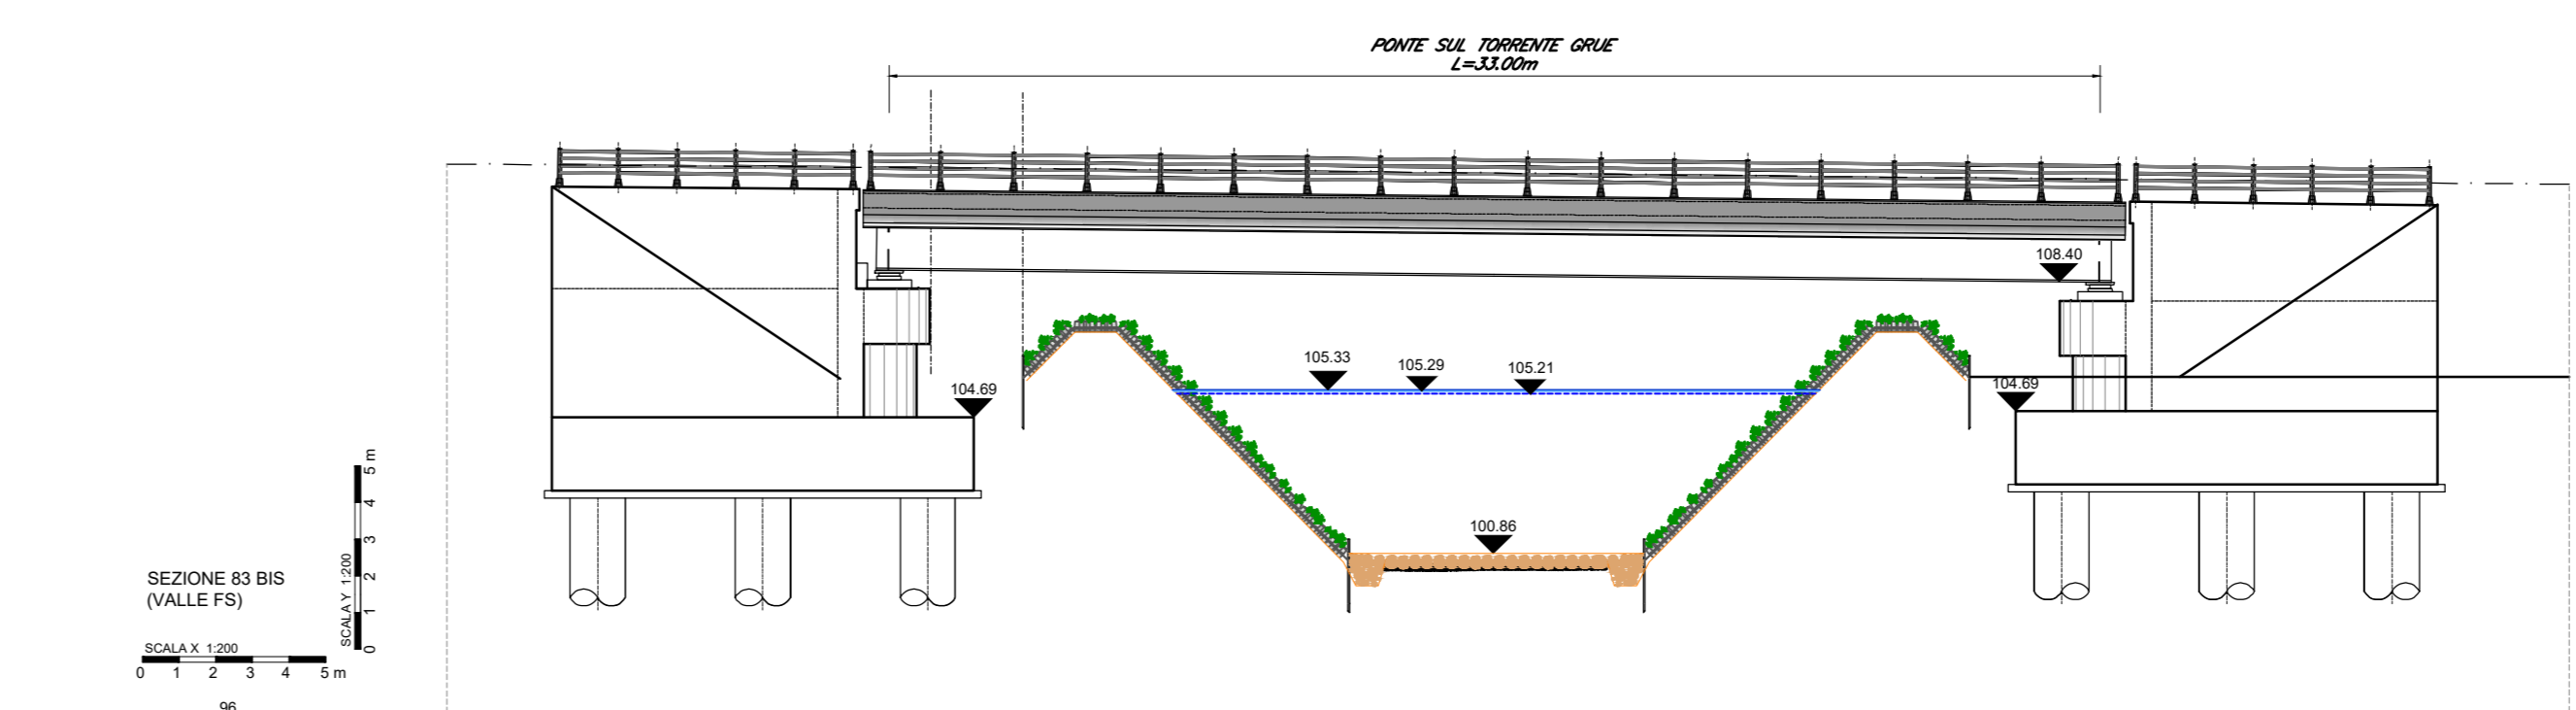 PONTE SUL TORRENTE GRUE
L=33.00m
108.40
105.33
105.29
105.21
104.69
104.69
100.86
SEZIONE 83 BIS
(VALLE FS)
SCALA Y 1:200
0 1 2 3 4 5 m
SCALA X 1:200
0 1 2 3 4 5 m
96